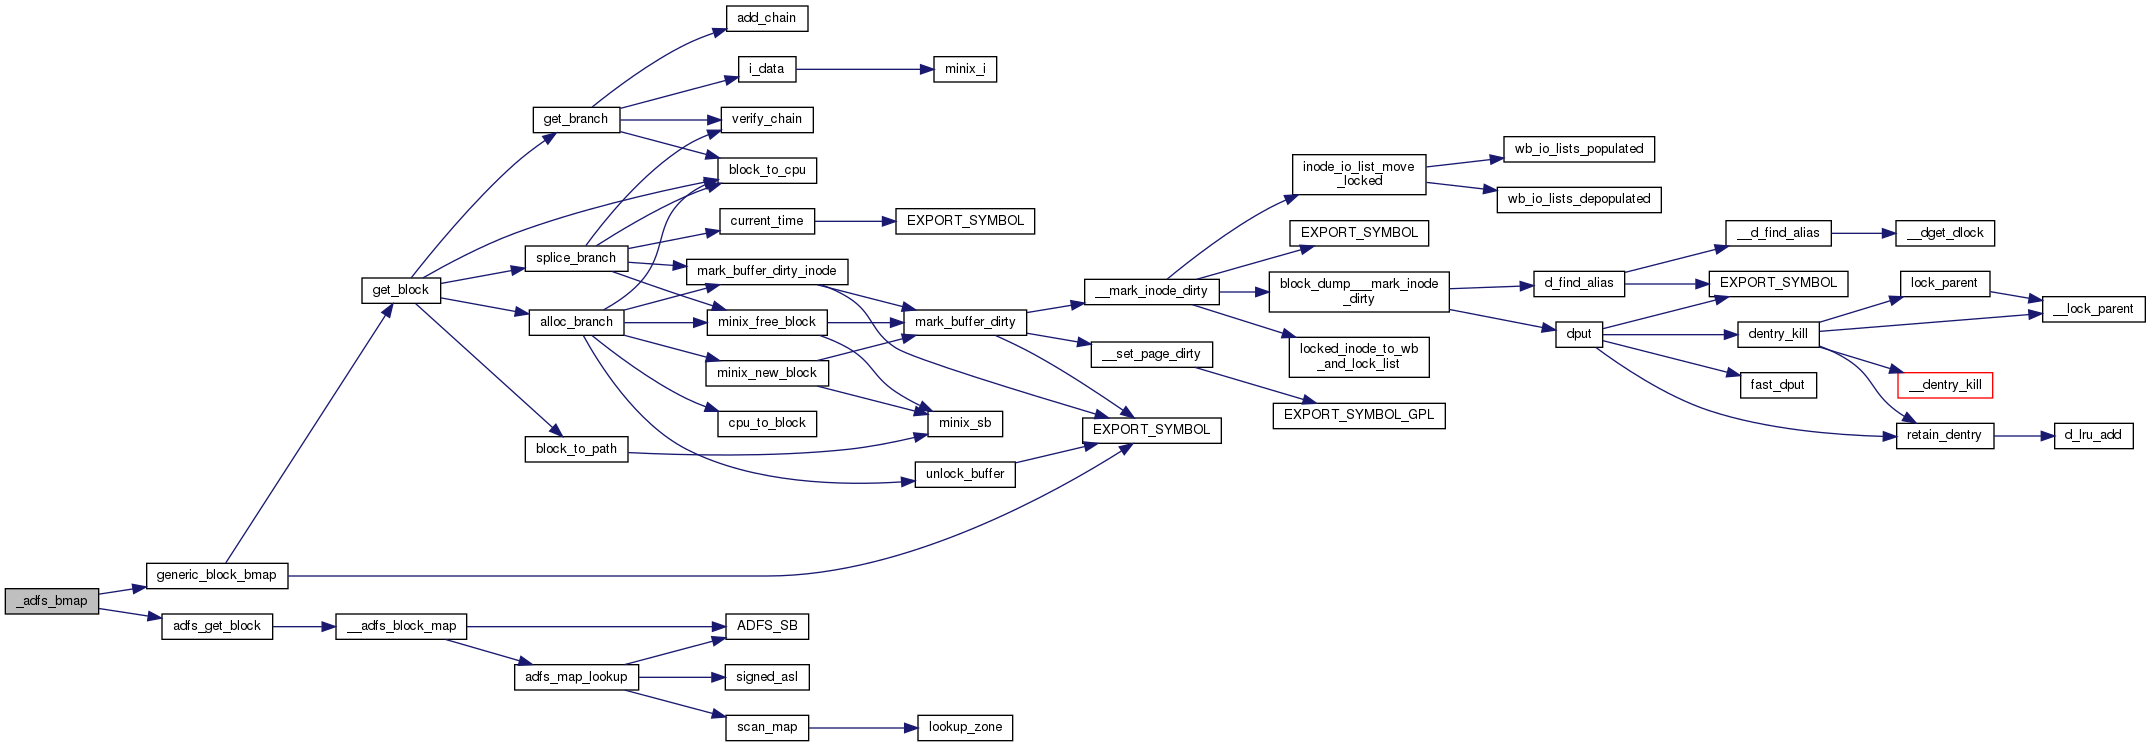 add_chain
i_data
minix_i
get_branch
verify_chain
wb_io_lists_populated
block_to_cpu
inode_io_list_move
_locked
wb_io_lists_depopulated
current_time
EXPORT_SYMBOL
EXPORT_SYMBOL
__d_find_alias
__dget_dlock
splice_branch
mark_buffer_dirty_inode
get_block
__mark_inode_dirty
block_dump___mark_inode
_dirty
d_find_alias
EXPORT_SYMBOL
lock_parent
__lock_parent
alloc_branch
minix_free_block
mark_buffer_dirty
dput
dentry_kill
__set_page_dirty
locked_inode_to_wb
_and_lock_list
minix_new_block
fast_dput
__dentry_kill
cpu_to_block
minix_sb
EXPORT_SYMBOL_GPL
EXPORT_SYMBOL
retain_dentry
d_lru_add
block_to_path
unlock_buffer
generic_block_bmap
_adfs_bmap
adfs_get_block
__adfs_block_map
ADFS_SB
adfs_map_lookup
signed_asl
scan_map
lookup_zone